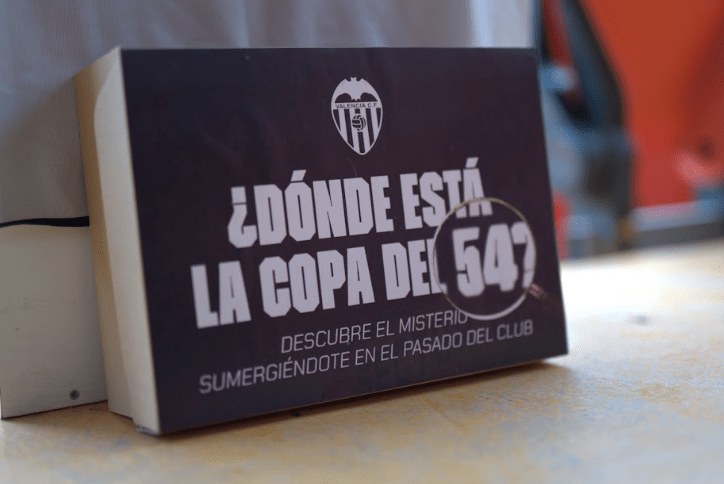 VALENCIA C.F
¿DÓNDE ESTÁ
LA COPA DEL 54?
DESCUBRE EL MISTERIO
SUMERGIÉNDOTE EN EL PASADO DEL CLUB